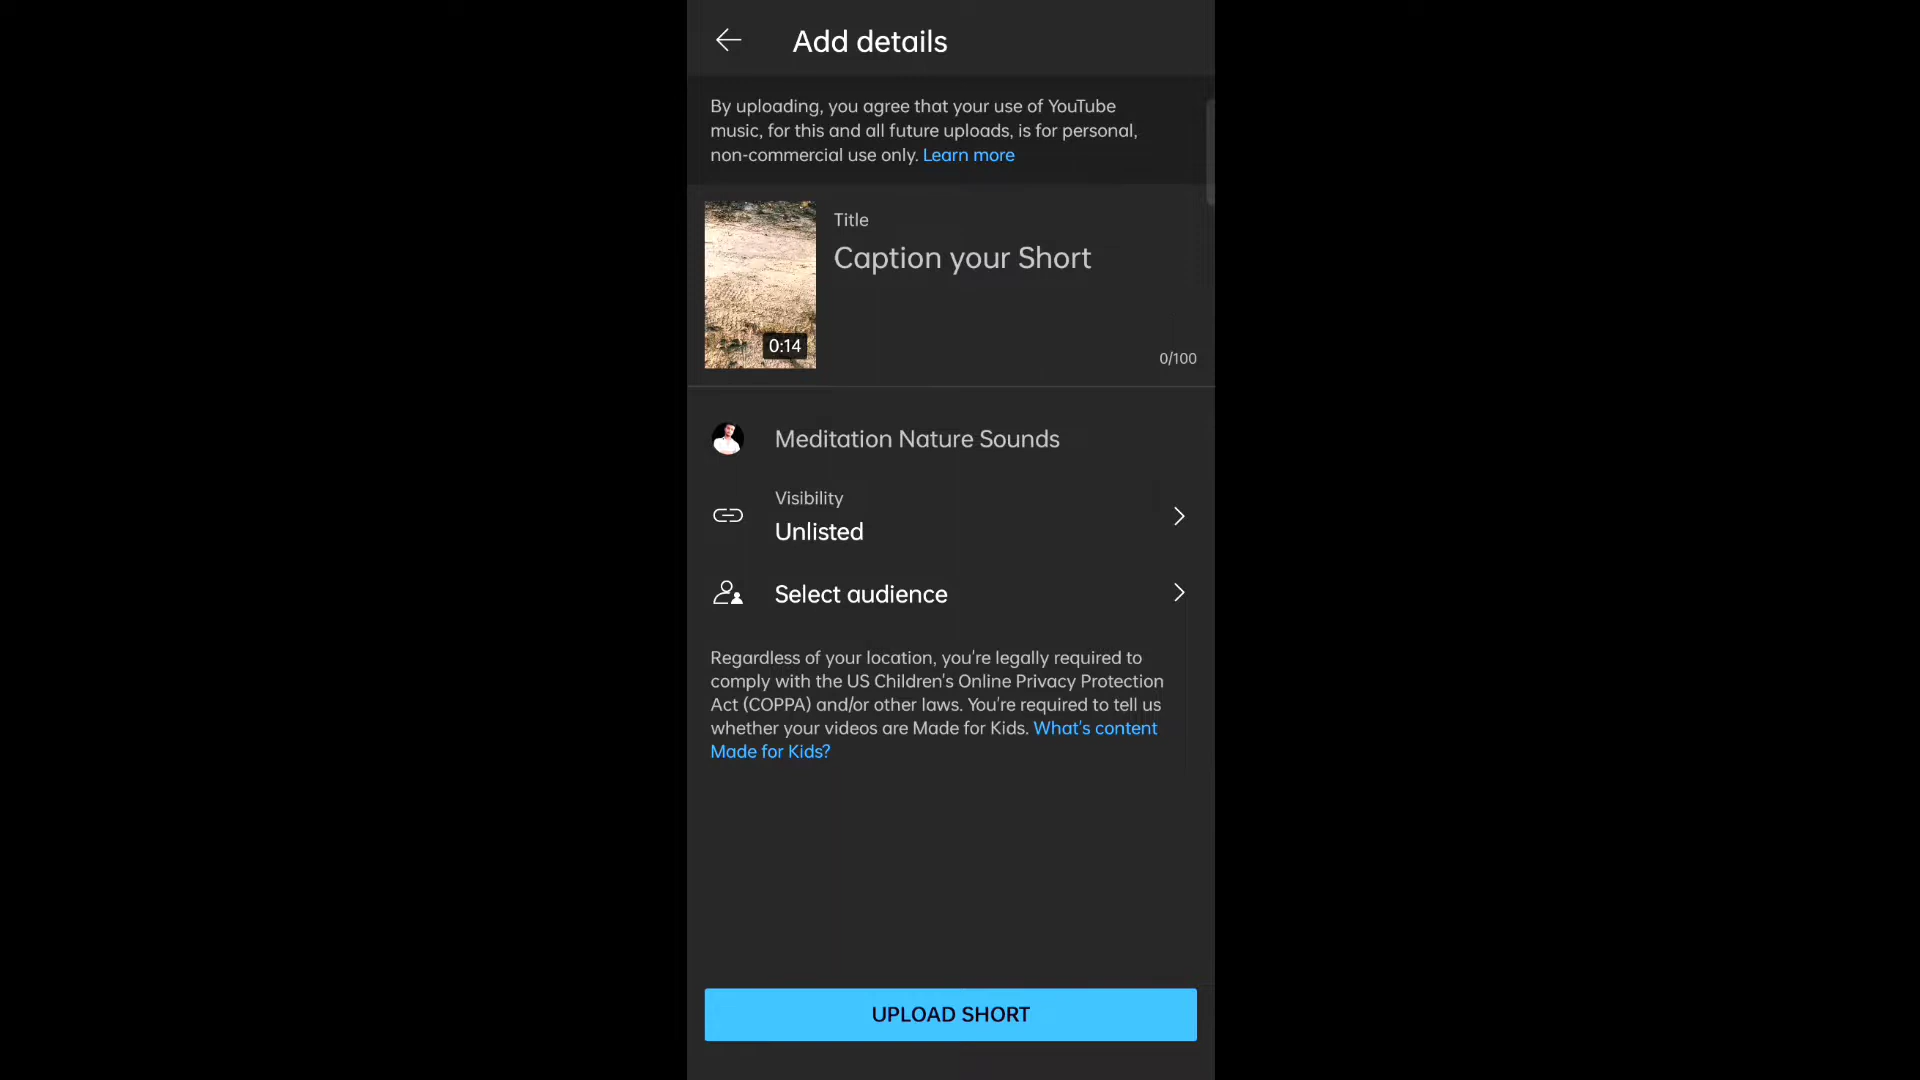 Add details
By uploading, you agree that your use of YouTube
music, for this and all future uploads, is for personal,
non-commercial use only. Learn more
Title
Caption your Short
0:14
0/100
Meditation Nature Sounds
Visibility
Unlisted
Select audience
Regardless of your location, you're legally required to
comply with the US Children's Online Privacy Protection
Act (COPPA) and/or other laws. You're required to tell us
whether your videos are Made for Kids. What's content
Made for Kids?
UPLOAD SHORT